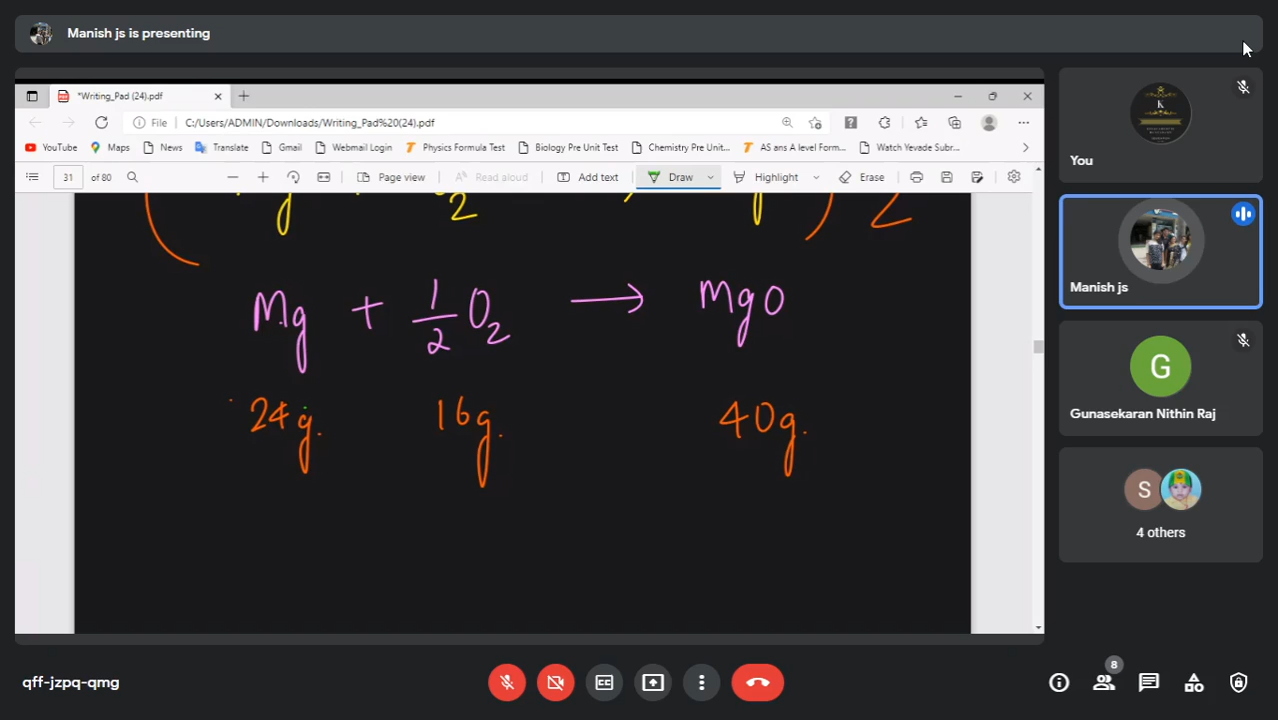 Manish js is presenting
*Writing_Pad (24).pdf
File C:/Users/ADMIN/Downloads/Writing_Pad%20(24).pdf
YouTube Maps News Translate Gmail Webmail Login Physics Formula Test Biology Pre Unit Test Chemistry Pre Unit... AS ans A level Form... Watch Yevade Subr...
31 of 80 Page view Read aloud Add text Draw Highlight Erase
2 2
Mg + 1/2 O₂ → MgO
24g. 16g. 40g.
K
You
Manish js
G
Gunasekaran Nithin Raj
S
4 others
qff-jzpq-qmg
CC
8